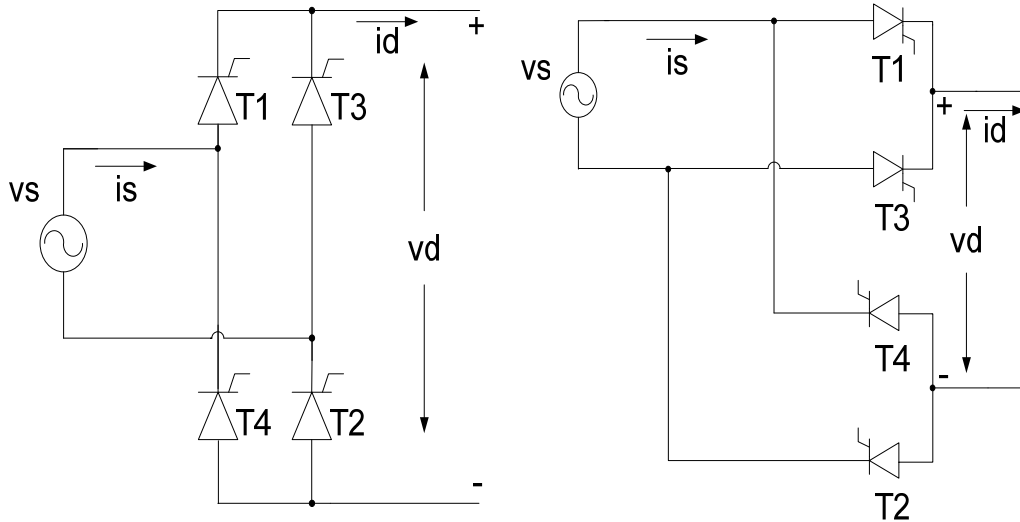 id
+
T1
T3
vs
is
vd
T4
T2
-
vs
is
T1
+
id
T3
vd
T4
-
T2